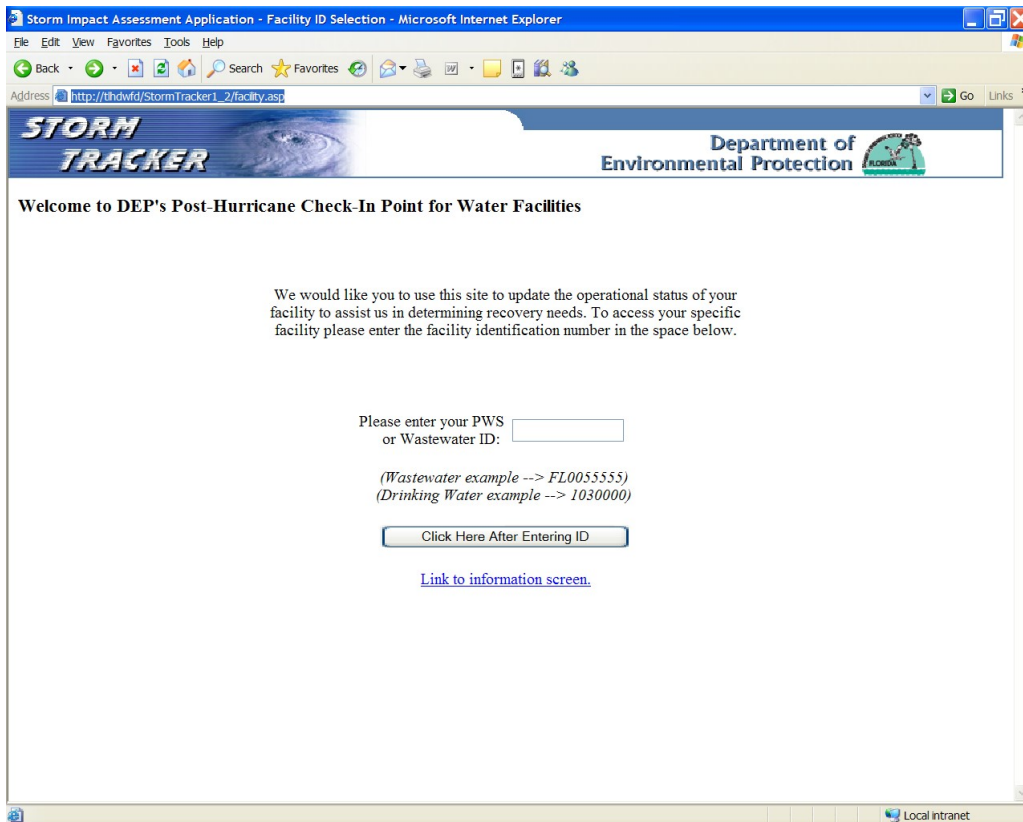 Storm Impact Assessment Application - Facility ID Selection - Microsoft Internet Explorer
File Edit View Favorites Tools Help
Back Search Favorites
Address http://tlhdwfd/StormTracker1_2/facility.asp Go Links
STORM
TRACKER
Department of
Environmental Protection
FLORIDA
Welcome to DEP's Post-Hurricane Check-In Point for Water Facilities
We would like you to use this site to update the operational status of your
facility to assist us in determining recovery needs. To access your specific
facility please enter the facility identification number in the space below.
Please enter your PWS
or Wastewater ID:
(Wastewater example --> FL0055555)
(Drinking Water example --> 1030000)
Click Here After Entering ID
Link to information screen.
Local intranet